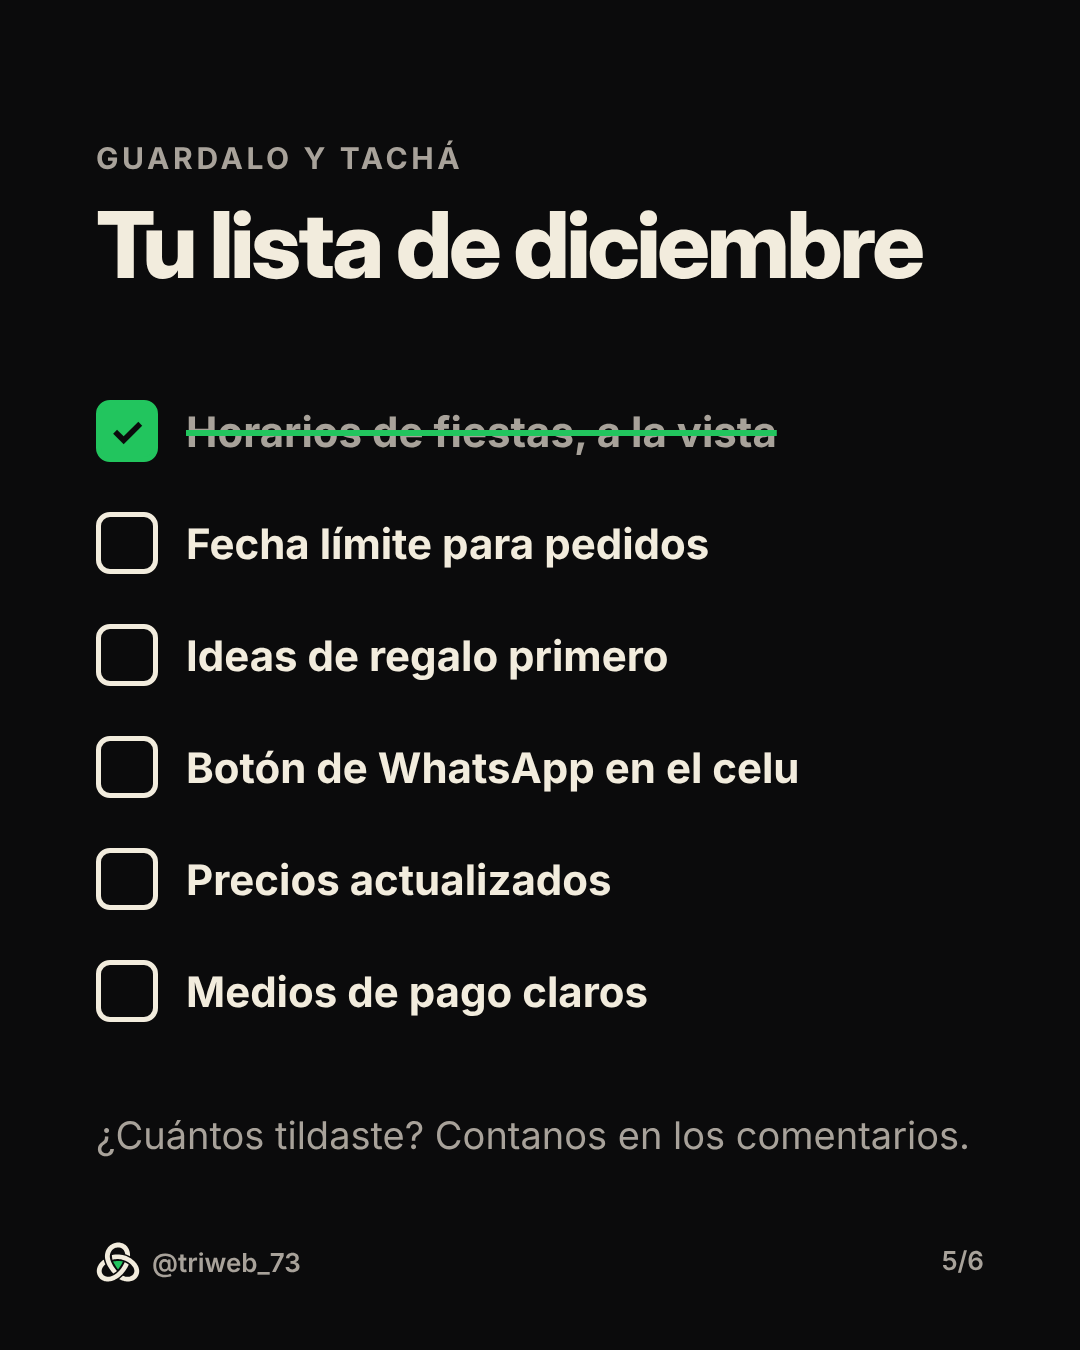 GUARDALO Y TACHÁ
Tu lista de diciembre
Horarios de fiestas, a la vista
Fecha límite para pedidos
Ideas de regalo primero
Botón de WhatsApp en el celu
Precios actualizados
Medios de pago claros
¿Cuántos tildaste? Contanos en los comentarios.
@triweb_73
5/6